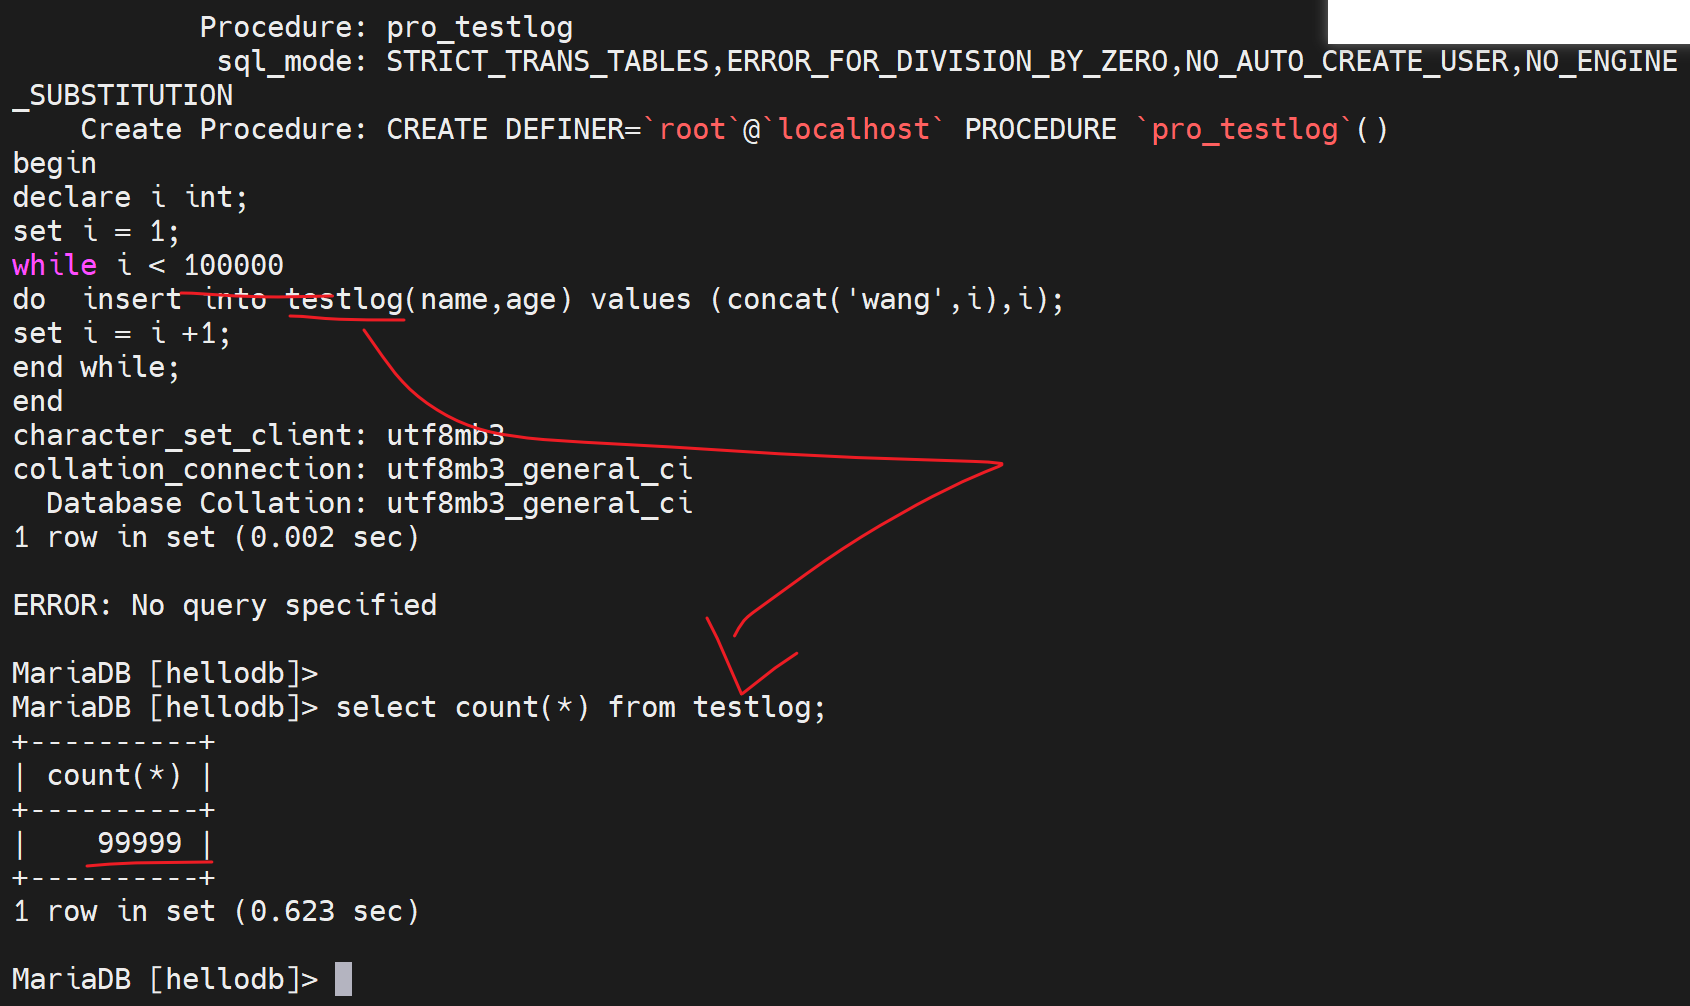 Procedure: pro_testlog
sql_mode: STRICT_TRANS_TABLES,ERROR_FOR_DIVISION_BY_ZERO,NO_AUTO_CREATE_USER,NO_ENGINE
_SUBSTITUTION
Create Procedure: CREATE DEFINER=`root`@`localhost` PROCEDURE `pro_testlog`()
begin
declare i int;
set i = 1;
while i < 100000
do  insert into testlog(name,age) values (concat('wang',i),i);
set i = i +1;
end while;
end
character_set_client: utf8mb3
collation_connection: utf8mb3_general_ci
Database Collation: utf8mb3_general_ci
1 row in set (0.002 sec)

ERROR: No query specified

MariaDB [hellodb]>
MariaDB [hellodb]> select count(*) from testlog;
+----------+
| count(*) |
+----------+
|    99999 |
+----------+
1 row in set (0.623 sec)

MariaDB [hellodb]>